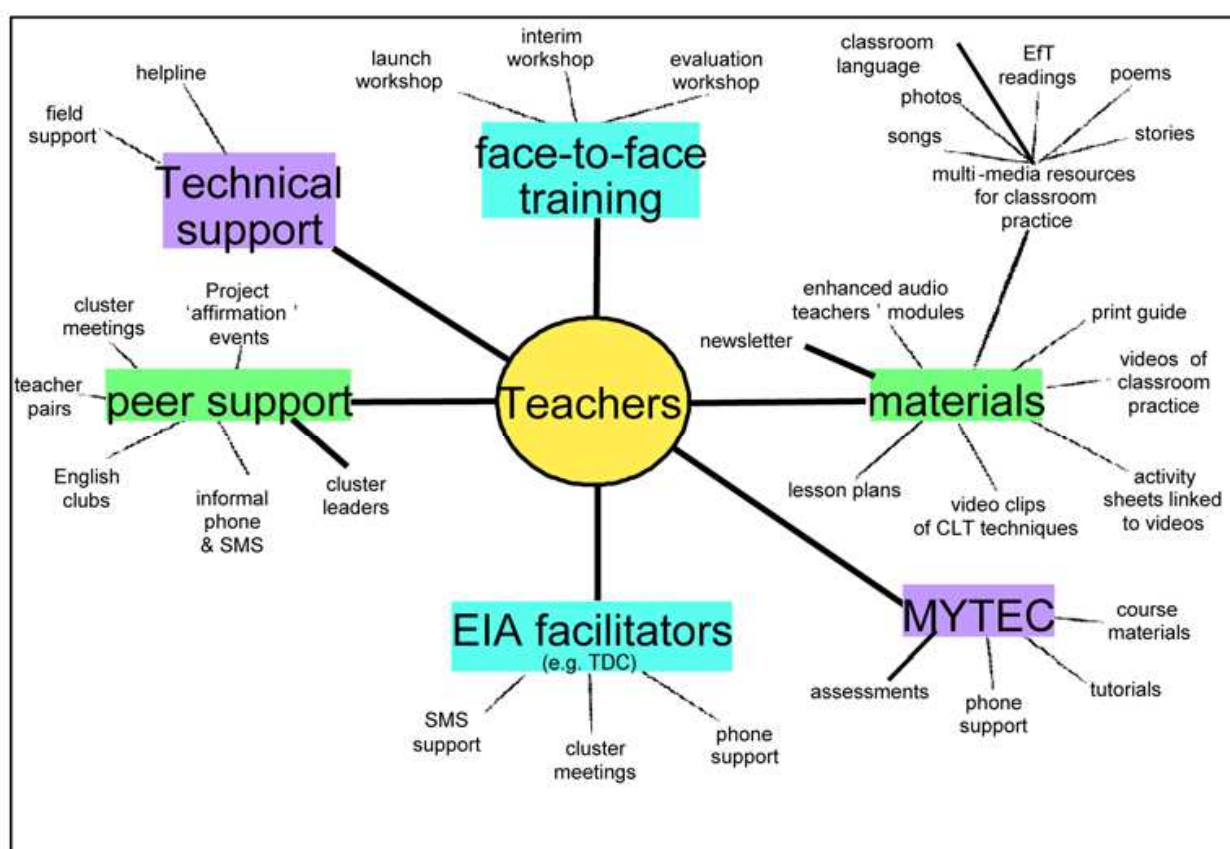 helpline
field
support
Technical
support
launch
workshop
interim
workshop
evaluation
workshop
face-to-face
training
classroom
language
EfT
readings
poems
photos
songs
stories
multi-media resources
for classroom
practice
cluster
meetings
Project
'affirmation'
events
teacher
pairs
peer support
English
clubs
informal
phone
& SMS
cluster
leaders
Teachers
newsletter
enhanced audio
teachers' modules
print guide
videos of
classroom
practice
materials
lesson plans
video clips
of CLT techniques
activity
sheets linked
to videos
EIA facilitators
(e.g. TDC)
SMS
support
cluster
meetings
phone
support
MYTEC
course
materials
assessments
phone
support
tutorials